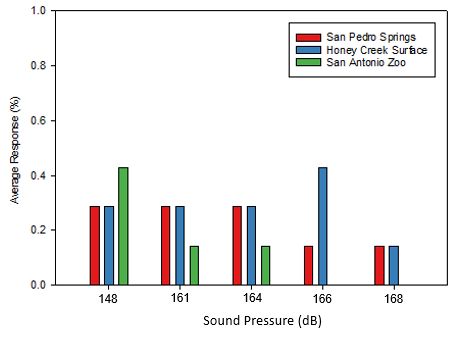 1.0
San Pedro Springs
Honey Creek Surface
San Antonio Zoo
0.8
0.6
0.4
0.2
0.0
Average Response (%)
148 161 164 166 168
Sound Pressure (dB)